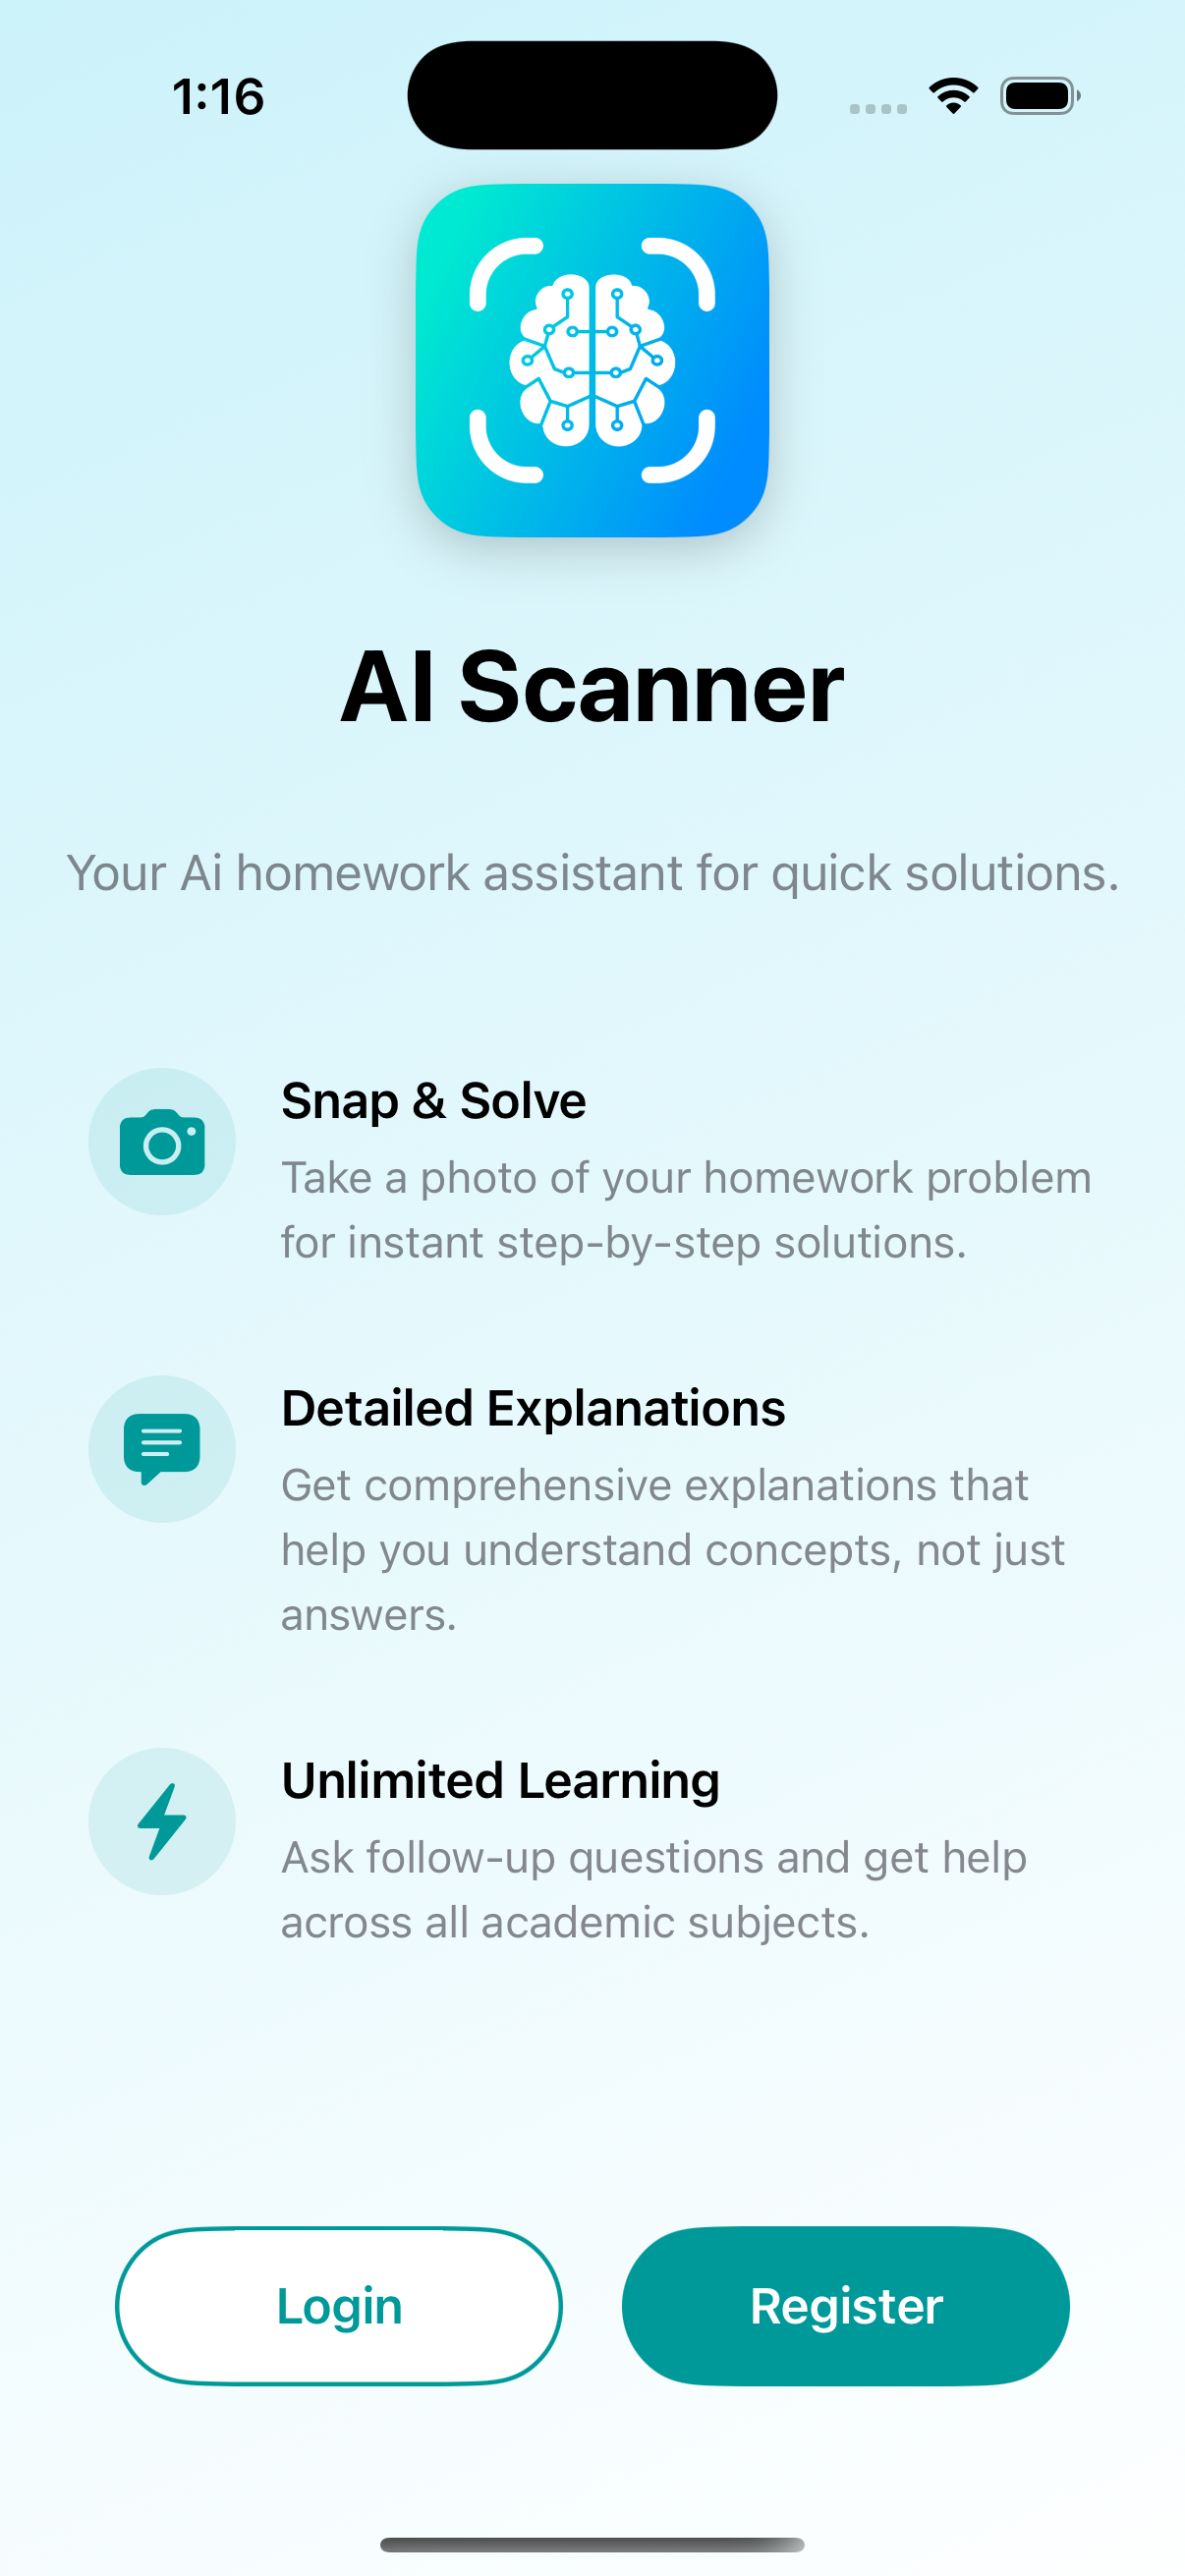 1:16
AI Scanner
Your Ai homework assistant for quick solutions.
Snap & Solve
Take a photo of your homework problem
for instant step-by-step solutions.
Detailed Explanations
Get comprehensive explanations that
help you understand concepts, not just
answers.
Unlimited Learning
Ask follow-up questions and get help
across all academic subjects.
Login
Register